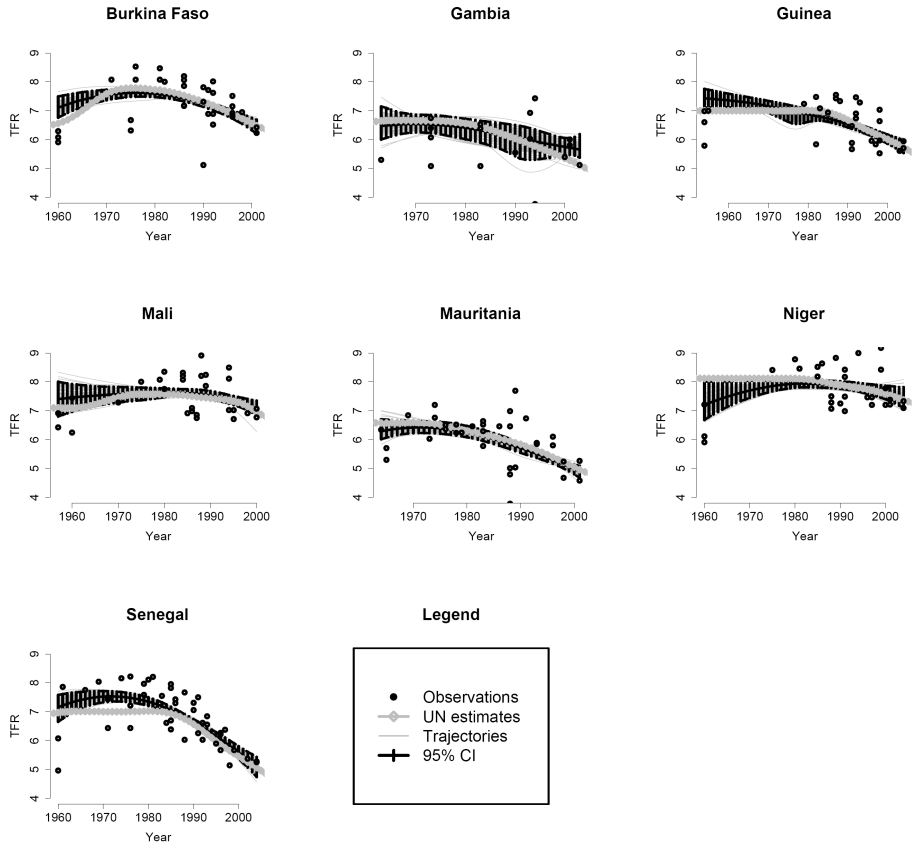 Burkina Faso
Gambia
Guinea
TFR
4 5 6 7 8 9
1960 1970 1980 1990 2000
Year
TFR
4 5 6 7 8 9
1970 1980 1990 2000
Year
TFR
4 5 6 7 8 9
1960 1970 1980 1990 2000
Year
Mali
Mauritania
Niger
TFR
4 5 6 7 8 9
1960 1970 1980 1990 2000
Year
TFR
4 5 6 7 8 9
1970 1980 1990 2000
Year
TFR
4 5 6 7 8 9
1960 1970 1980 1990 2000
Year
Senegal
TFR
4 5 6 7 8 9
1960 1970 1980 1990 2000
Year
Legend
Observations
UN estimates
Trajectories
95% CI